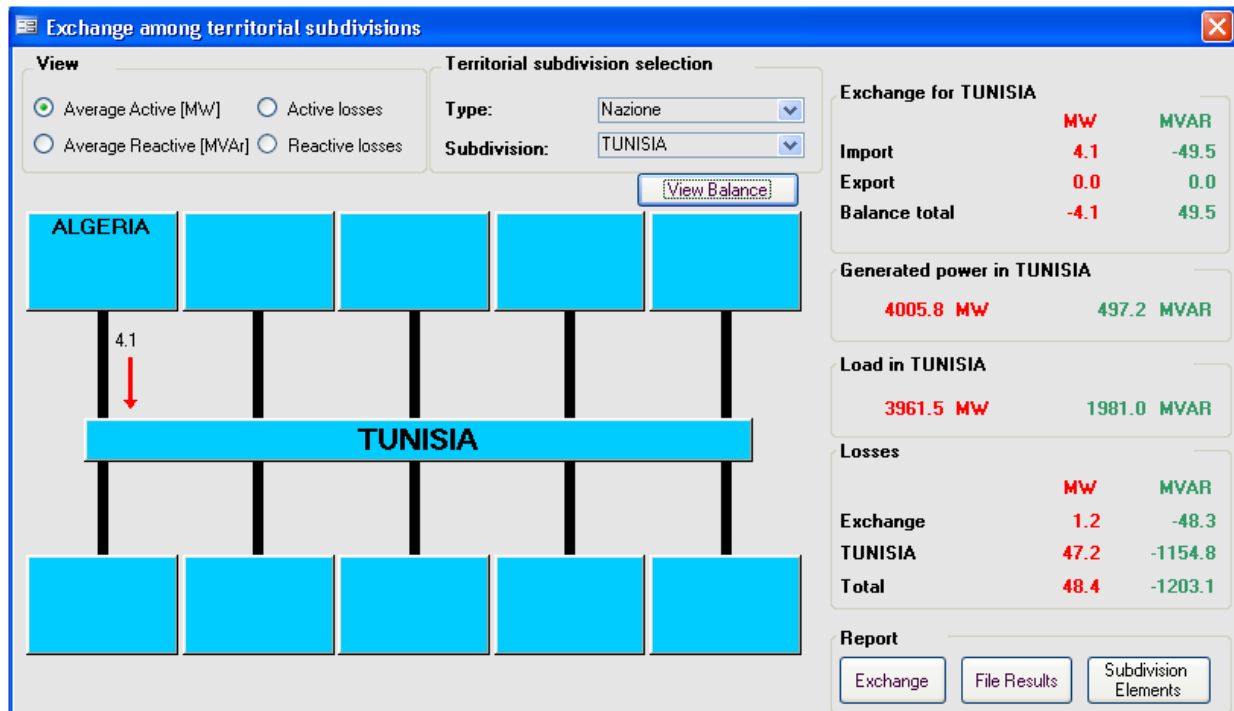 Exchange among territorial subdivisions
View
Average Active [MW] Active losses
Average Reactive [MVAr] Reactive losses
Territorial subdivision selection
Type: Nazione
Subdivision: TUNISIA
View Balance
ALGERIA
4.1
TUNISIA
Exchange for TUNISIA
MW MVAR
Import 4.1 -49.5
Export 0.0 0.0
Balance total -4.1 49.5
Generated power in TUNISIA
4005.8 MW 497.2 MVAR
Load in TUNISIA
3961.5 MW 1981.0 MVAR
Losses
MW MVAR
Exchange 1.2 -48.3
TUNISIA 47.2 -1154.8
Total 48.4 -1203.1
Report
Exchange File Results Subdivision Elements